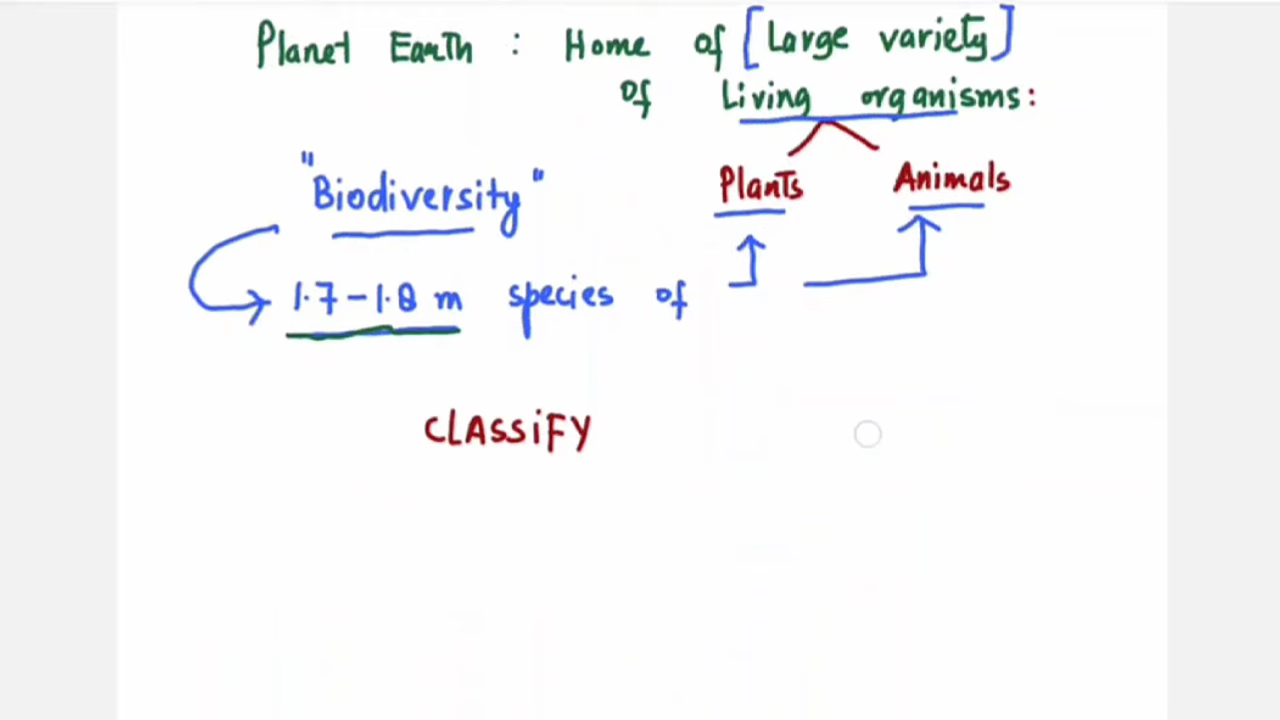 Planet Earth : Home of [Large variety]
of Living organisms:
"Biodiversity"
Plants Animals
1.7-1.8 m species of
CLASSiFY